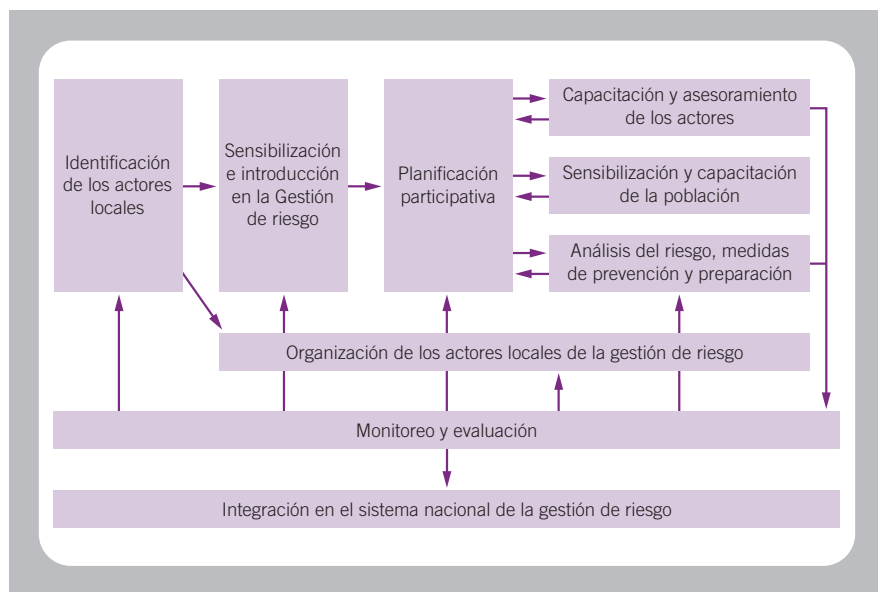 Identificación
de los actores
locales
Sensibilización
e introducción
en la Gestión
de riesgo
Planificación
participativa
Capacitación y asesoramiento
de los actores
Sensibilización y capacitación
de la población
Análisis del riesgo, medidas
de prevención y preparación
Organización de los actores locales de la gestión de riesgo
Monitoreo y evaluación
Integración en el sistema nacional de la gestión de riesgo